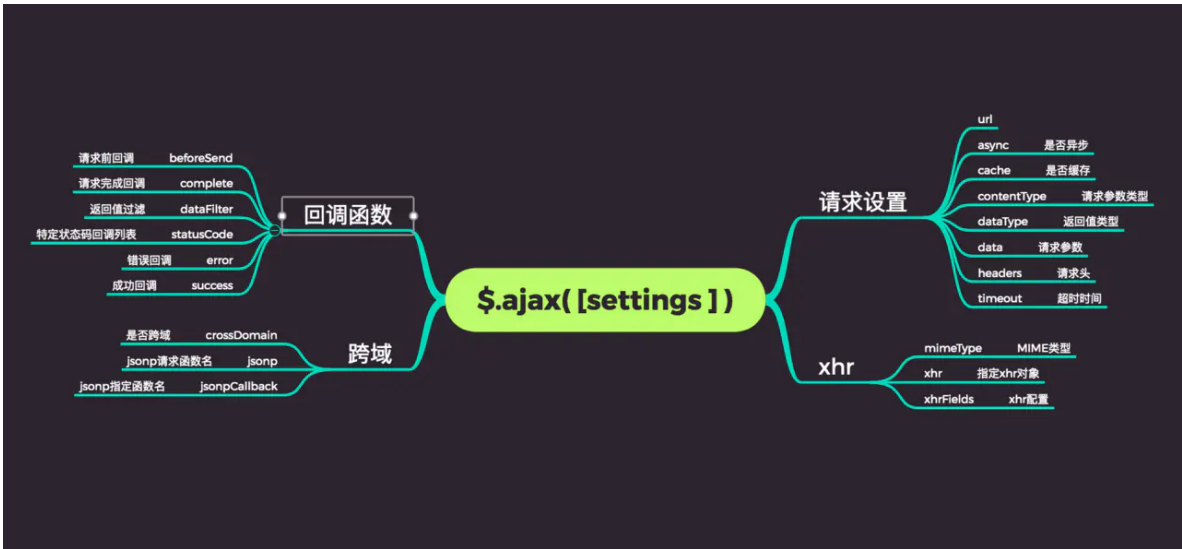 $.ajax( [settings ] )
回调函数
请求前回调 beforeSend
请求完成回调 complete
返回值过滤 dataFilter
特定状态码回调列表 statusCode
错误回调 error
成功回调 success
跨域
是否跨域 crossDomain
jsonp请求函数名 jsonp
jsonp指定函数名 jsonpCallback
请求设置
url
async 是否异步
cache 是否缓存
contentType 请求参数类型
dataType 返回值类型
data 请求参数
headers 请求头
timeout 超时时间
xhr
mimeType MIME类型
xhr 指定xhr对象
xhrFields xhr配置